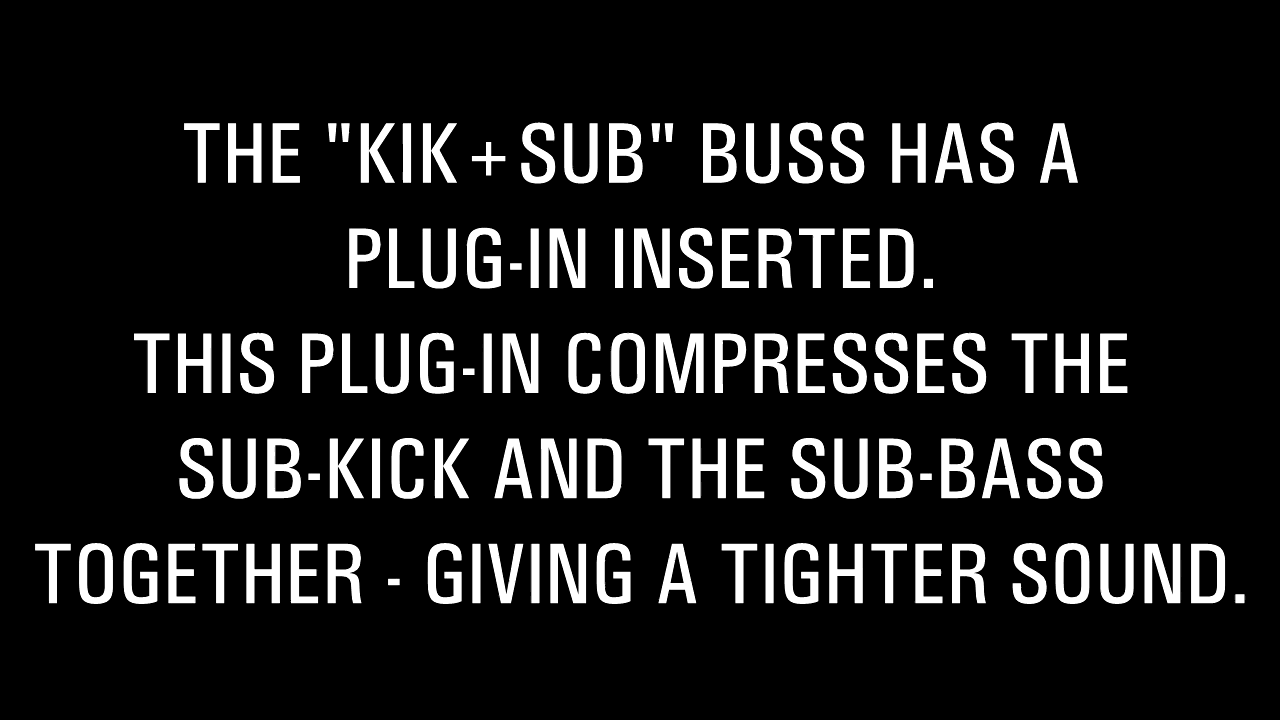 THE "KIK+SUB" BUSS HAS A
PLUG-IN INSERTED.
THIS PLUG-IN COMPRESSES THE
SUB-KICK AND THE SUB-BASS
TOGETHER - GIVING A TIGHTER SOUND.